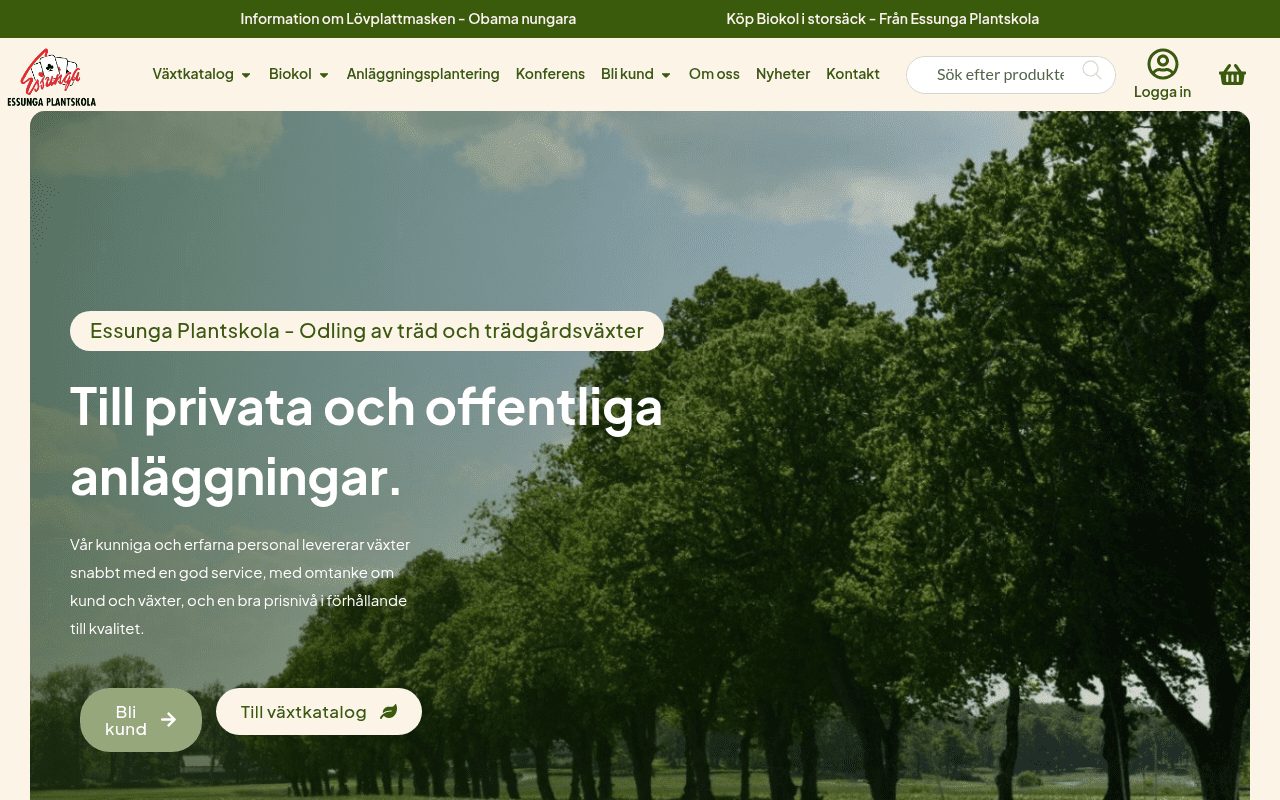 Information om Lövplattmasken - Obama nungara
Köp Biokol i storsäck - Från Essunga Plantskola
Essunga
ESSUNGA PLANTSKOLA
Växtkatalog
Biokol
Anläggningsplantering
Konferens
Bli kund
Om oss
Nyheter
Kontakt
Sök efter produkte
Logga in
Essunga Plantskola - Odling av träd och trädgårdsväxter
Till privata och offentliga
anläggningar.
Vår kunniga och erfarna personal levererar växter
snabbt med en god service, med omtanke om
kund och växter, och en bra prisnivå i förhållande
till kvalitet.
Bli
kund
Till växtkatalog